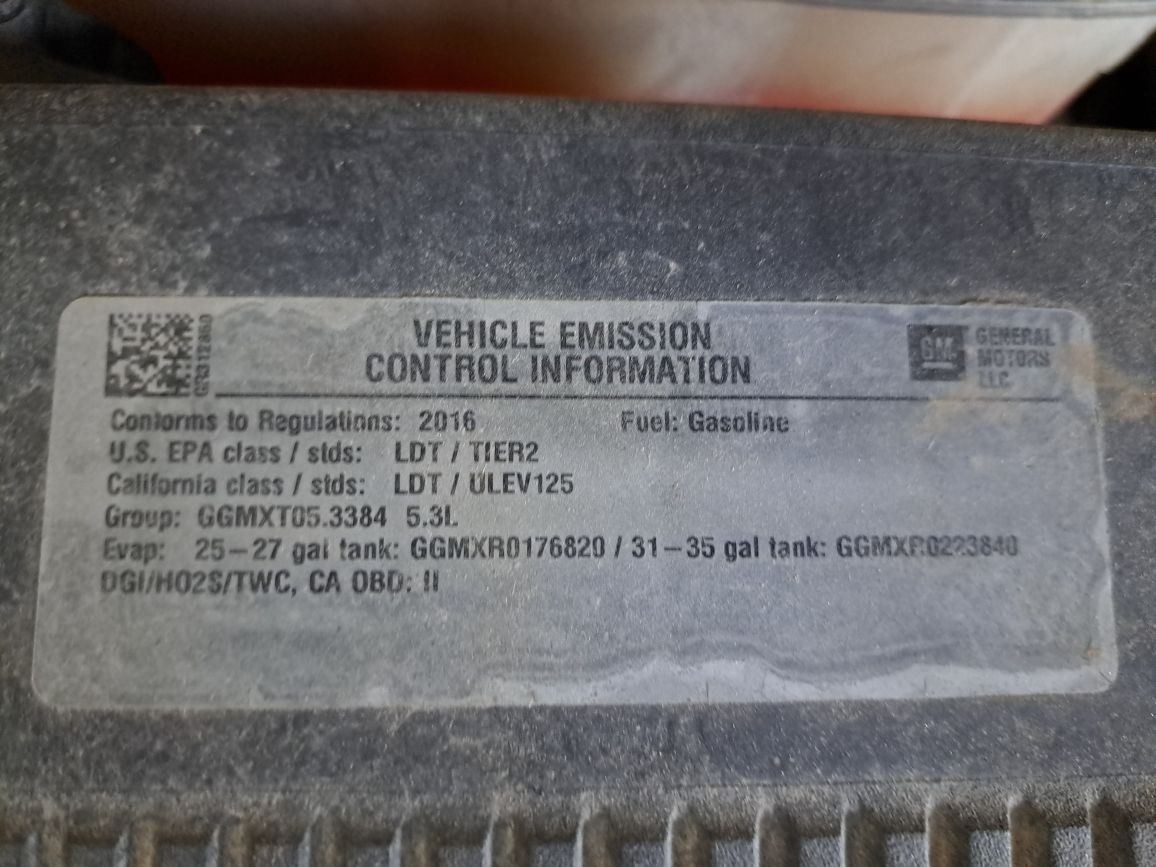 VEHICLE EMISSION
CONTROL INFORMATION
GM
GENERAL
MOTORS
LLC
Conforms to Regulations: 2016 Fuel: Gasoline
U.S. EPA class / stds: LDT / TIER2
California class / stds: LDT / ULEV125
Group: GGMXT05.3384 5.3L
Evap: 25-27 gal tank: GGMXR0176820 / 31-35 gal tank: GGMXR0223840
DGI/HO2S/TWC, CA OBD: II